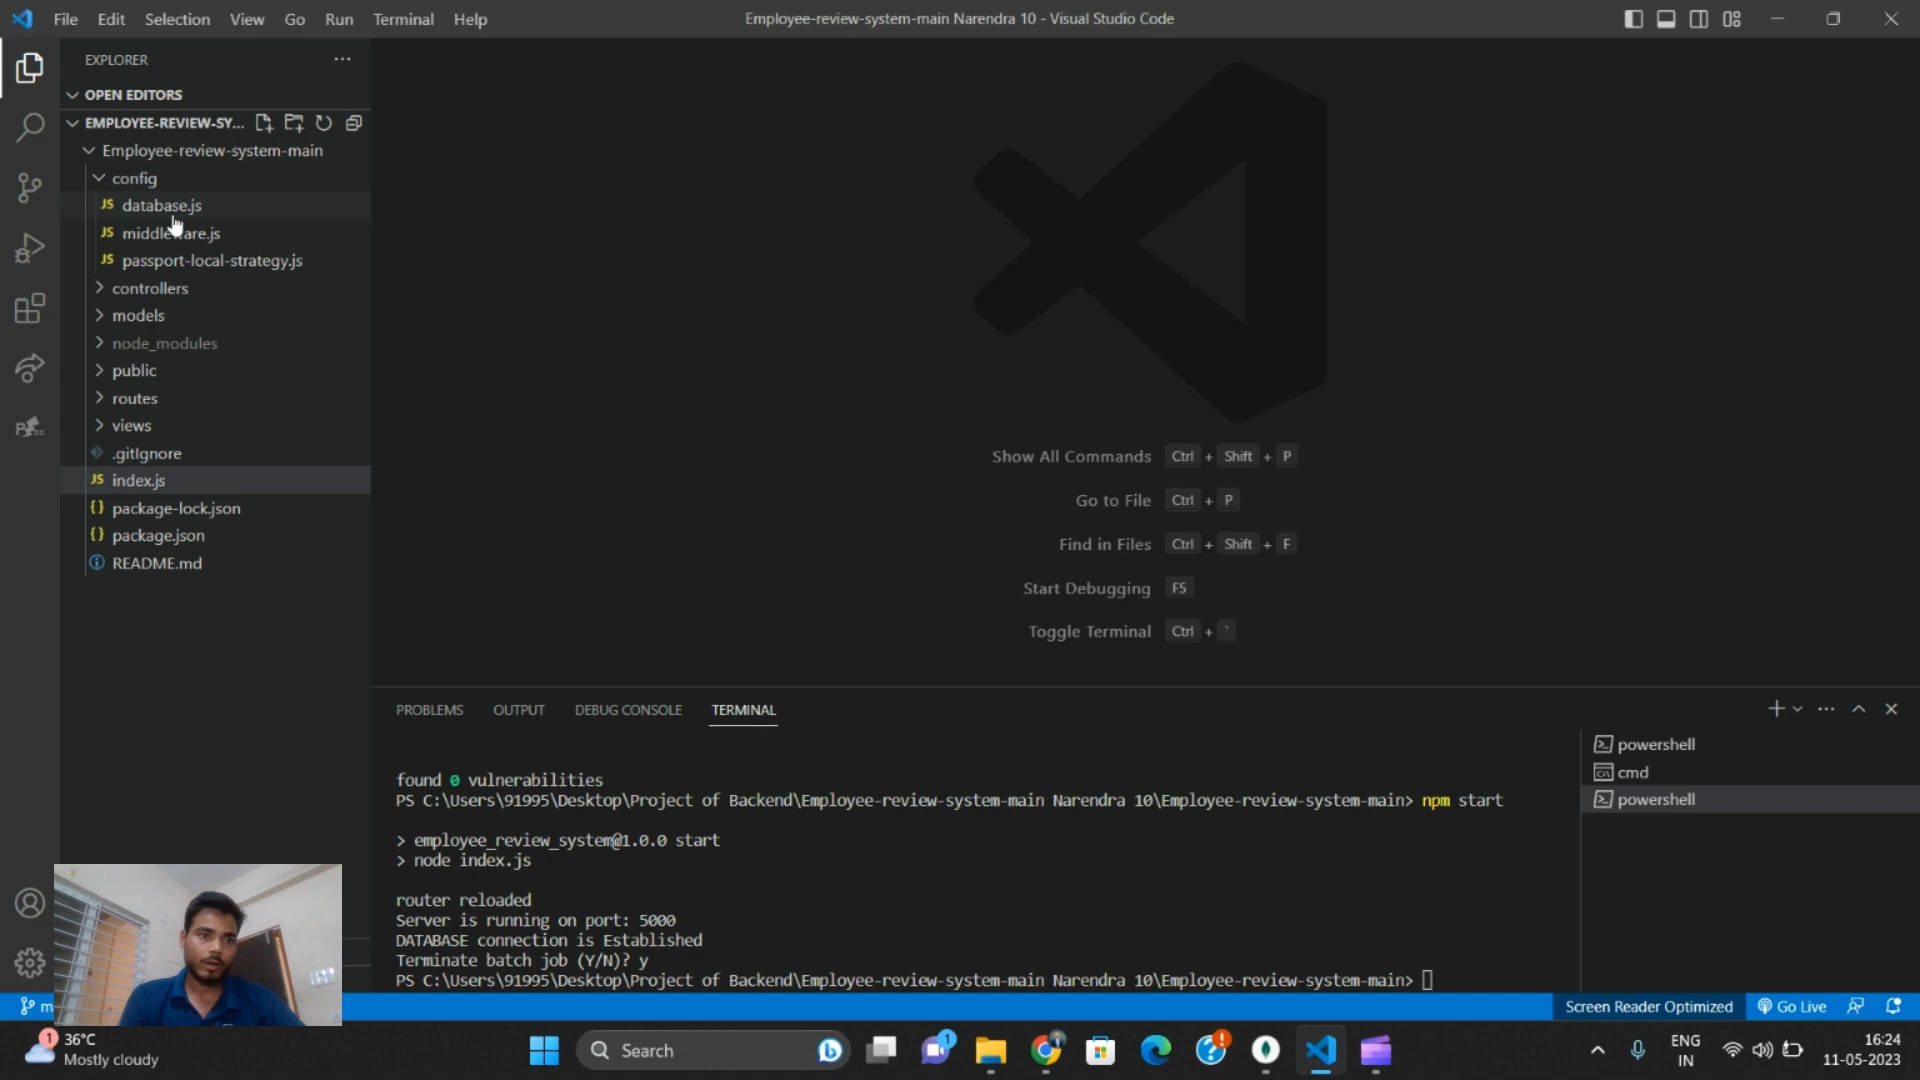 File Edit Selection View Go Run Terminal Help
Employee-review-system-main Narendra 10 - Visual Studio Code
EXPLORER
OPEN EDITORS
EMPLOYEE-REVIEW-SY...
Employee-review-system-main
config
JS database.js
JS middleware.js
JS passport-local-strategy.js
controllers
models
node_modules
public
routes
views
.gitIgnore
JS index.js
{} package-lock.json
{} package.json
README.md
Show All Commands Ctrl + Shift + P
Go to File Ctrl + P
Find in Files Ctrl + Shift + F
Start Debugging F5
Toggle Terminal Ctrl + `
PROBLEMS OUTPUT DEBUG CONSOLE TERMINAL
found 0 vulnerabilities
PS C:\Users\91995\Desktop\Project of Backend\Employee-review-system-main Narendra 10\Employee-review-system-main> npm start
> employee_review_system@1.0.0 start
> node index.js
router reloaded
Server is running on port: 5000
DATABASE connection is Established
Terminate batch job (Y/N)? y
PS C:\Users\91995\Desktop\Project of Backend\Employee-review-system-main Narendra 10\Employee-review-system-main>
powershell
cmd
powershell
Screen Reader Optimized Go Live
1
36°C
Mostly cloudy
Search
1
ENG
IN
16:24
11-05-2023